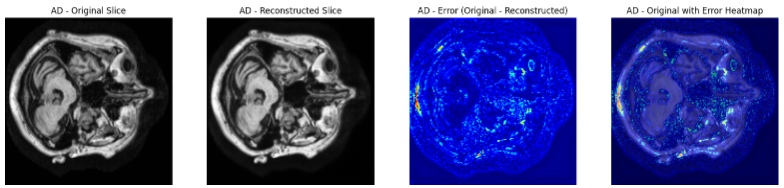 AD - Original Slice
AD - Reconstructed Slice
AD - Error (Original - Reconstructed)
AD - Original with Error Heatmap